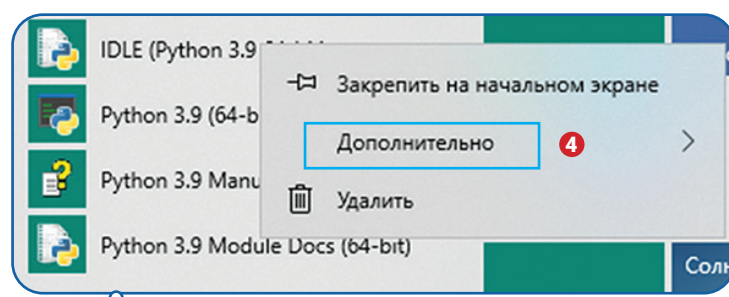 IDLE (Python 3.9
Закрепить на начальном экране
Python 3.9 (64-b
Дополнительно
4
Python 3.9 Manu
Удалить
Python 3.9 Module Docs (64-bit)
Солн